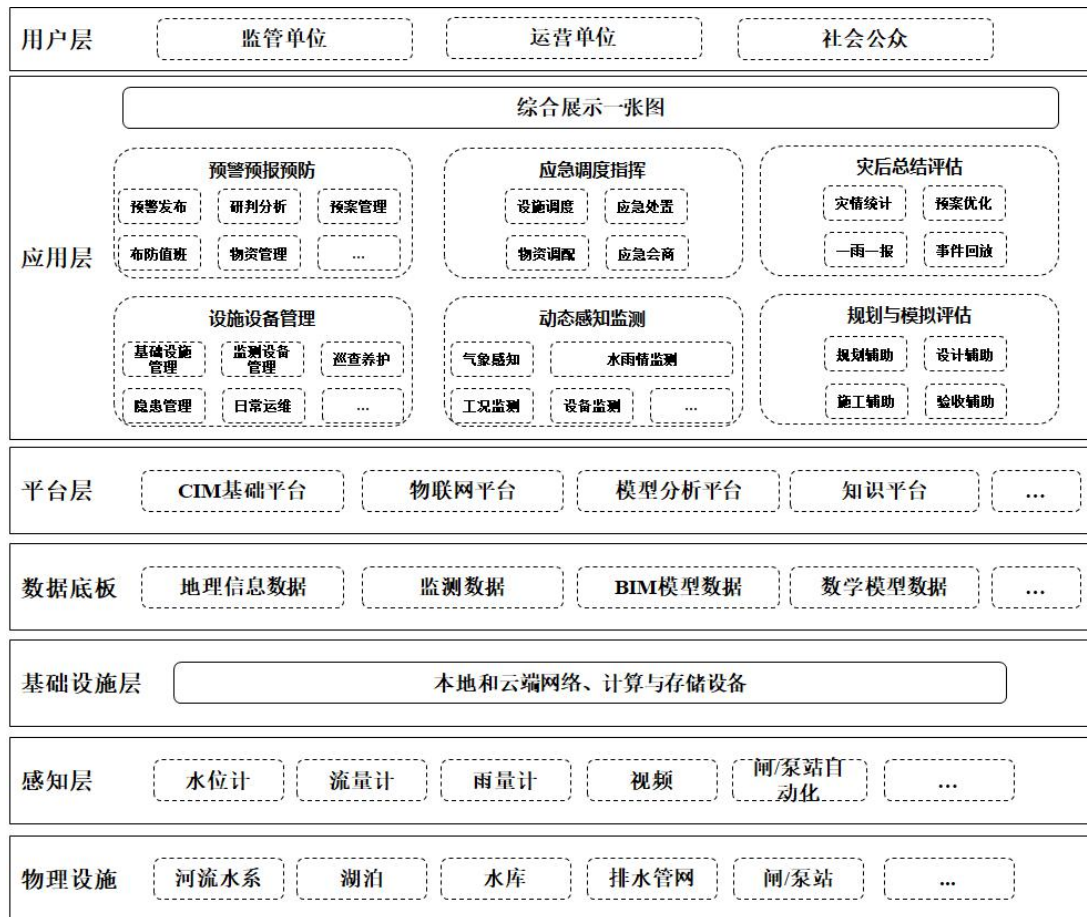 用户层
监管单位
运营单位
社会公众
应用层
综合展示一张图
预警预报预防
预警发布
研判分析
预案管理
布防值班
物资管理
...
应急调度指挥
设施调度
应急处置
物资调配
应急会商
灾后总结评估
灾情统计
预案优化
一雨一报
事件回放
设施设备管理
基础设施
管理
监测设备
管理
巡查养护
隐患管理
日常运维
...
动态感知监测
气象感知
水雨情监测
工况监测
设备监测
...
规划与模拟评估
规划辅助
设计辅助
施工辅助
验收辅助
平台层
CIM基础平台
物联网平台
模型分析平台
知识平台
...
数据底板
地理信息数据
监测数据
BIM模型数据
数学模型数据
...
基础设施层
本地和云端网络、计算与存储设备
感知层
水位计
流量计
雨量计
视频
闸/泵站自
动化
...
物理设施
河流水系
湖泊
水库
排水管网
闸/泵站
...